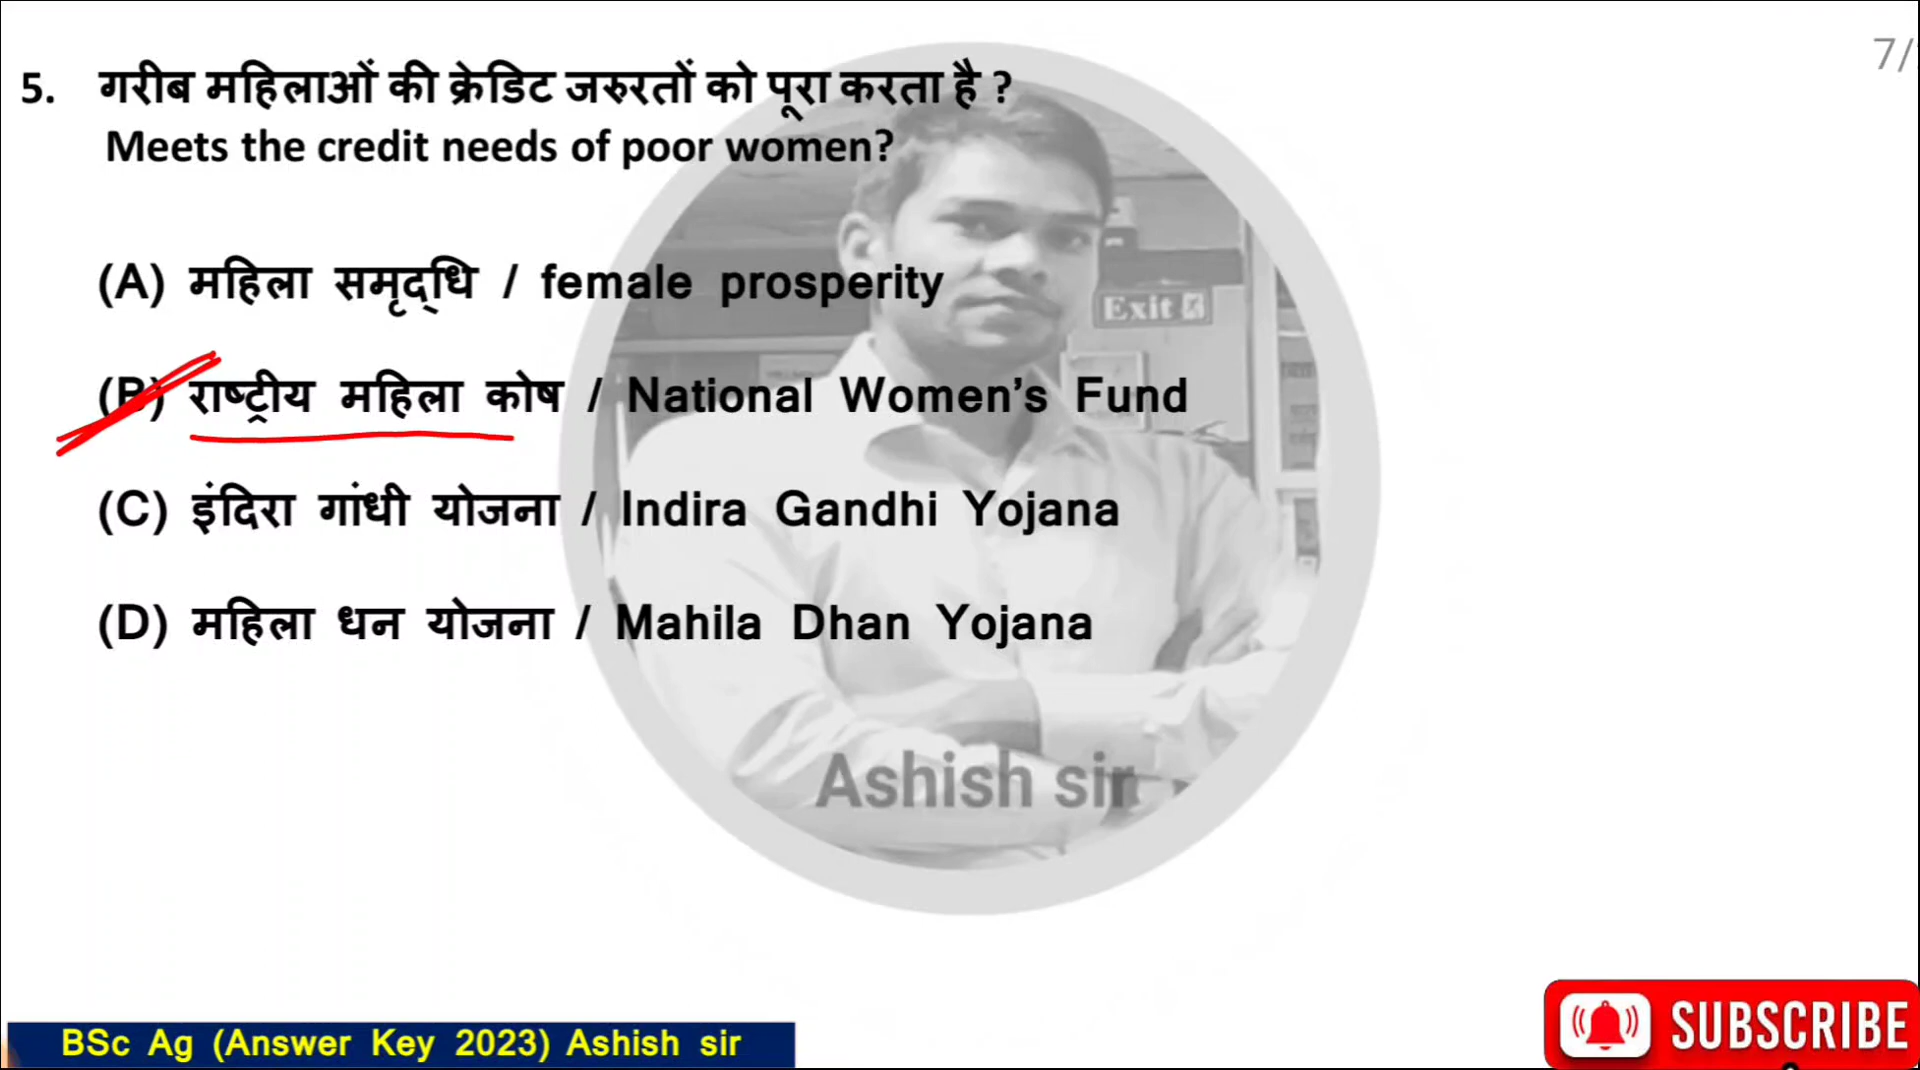 7/
5. गरीब महिलाओं की क्रेडिट जरुरतों को पूरा करता है ?
Meets the credit needs of poor women?
(A) महिला समृद्धि / female prosperity
(B) राष्ट्रीय महिला कोष / National Women's Fund
Exit
(C) इंदिरा गांधी योजना / Indira Gandhi Yojana
(D) महिला धन योजना / Mahila Dhan Yojana
Ashish sir
BSc Ag (Answer Key 2023) Ashish sir
SUBSCRIBE